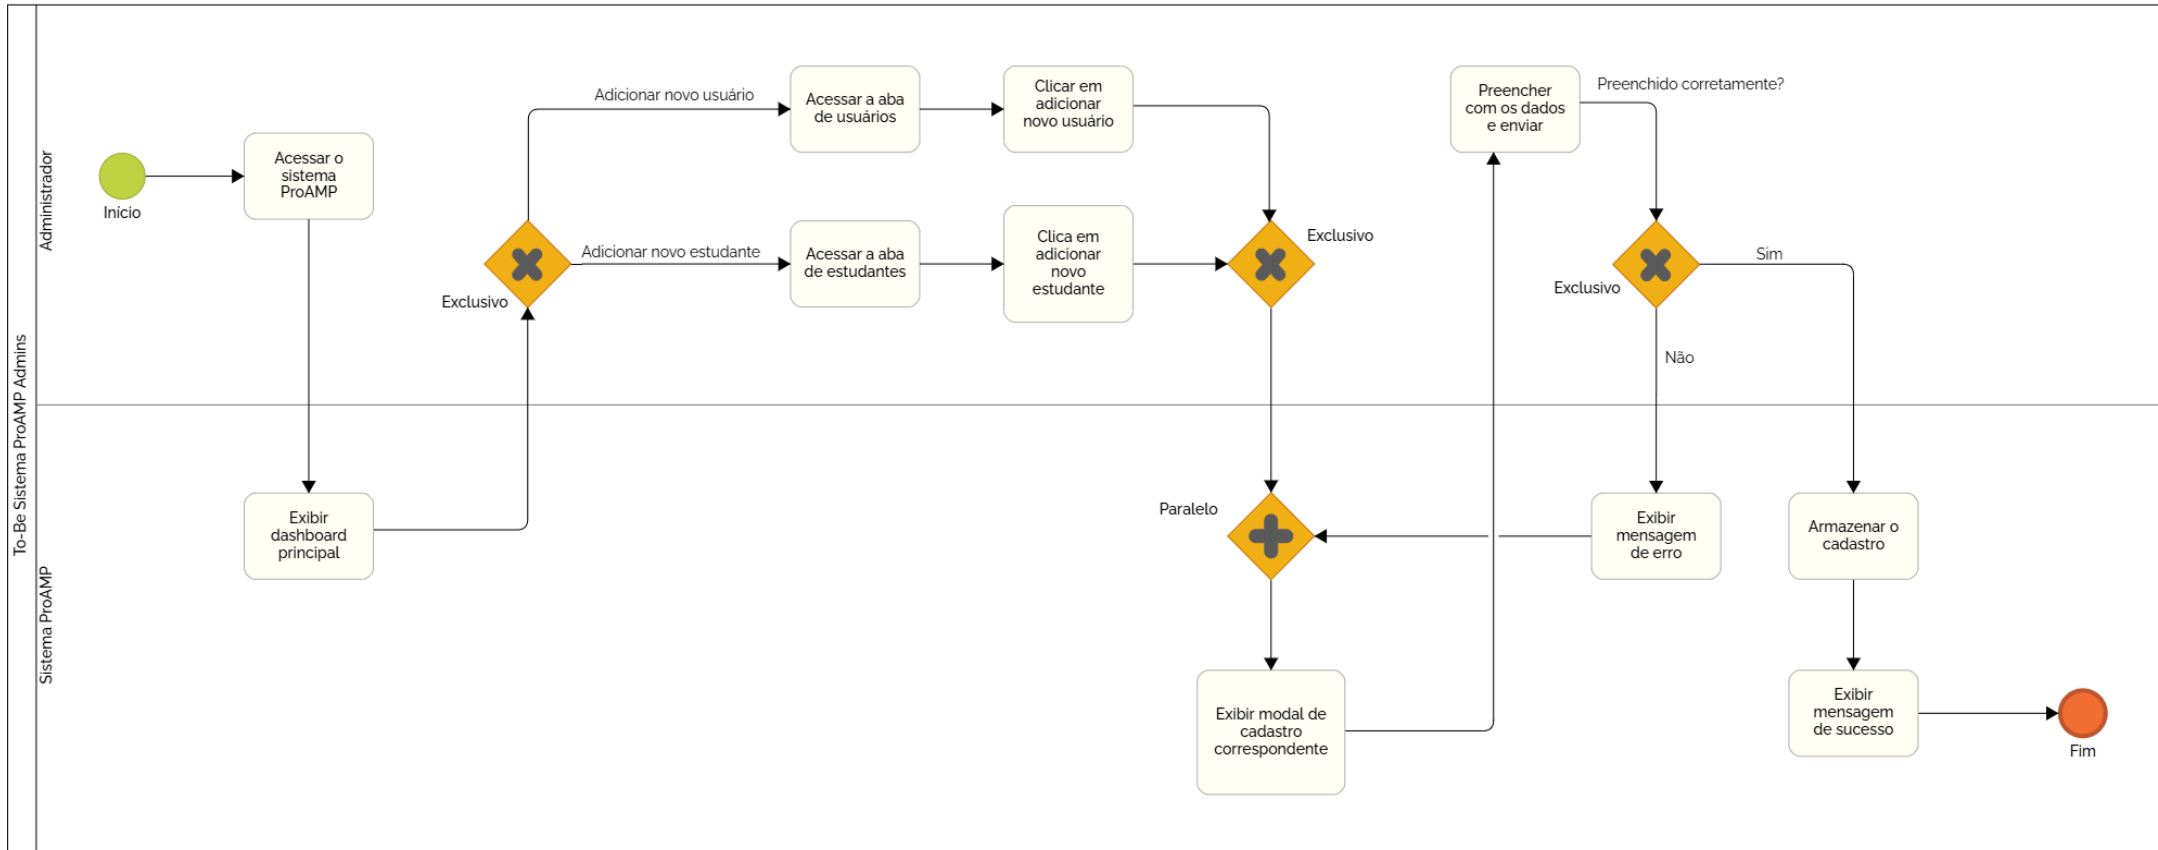 To-Be Sistema ProAMP Admins
Administrador
Início
Acessar o
sistema
ProAMP
Exclusivo
Adicionar novo usuário
Acessar a aba
de usuários
Clicar em
adicionar
novo usuário
Adicionar novo estudante
Acessar a aba
de estudantes
Clica em
adicionar
novo
estudante
Exclusivo
Preencher
com os dados
e enviar
Preenchido corretamente?
Exclusivo
Sim
Não
Sistema ProAMP
Exibir
dashboard
principal
Paralelo
Exibir modal de
cadastro
correspondente
Exibir
mensagem
de erro
Armazenar o
cadastro
Exibir
mensagem
de sucesso
Fim